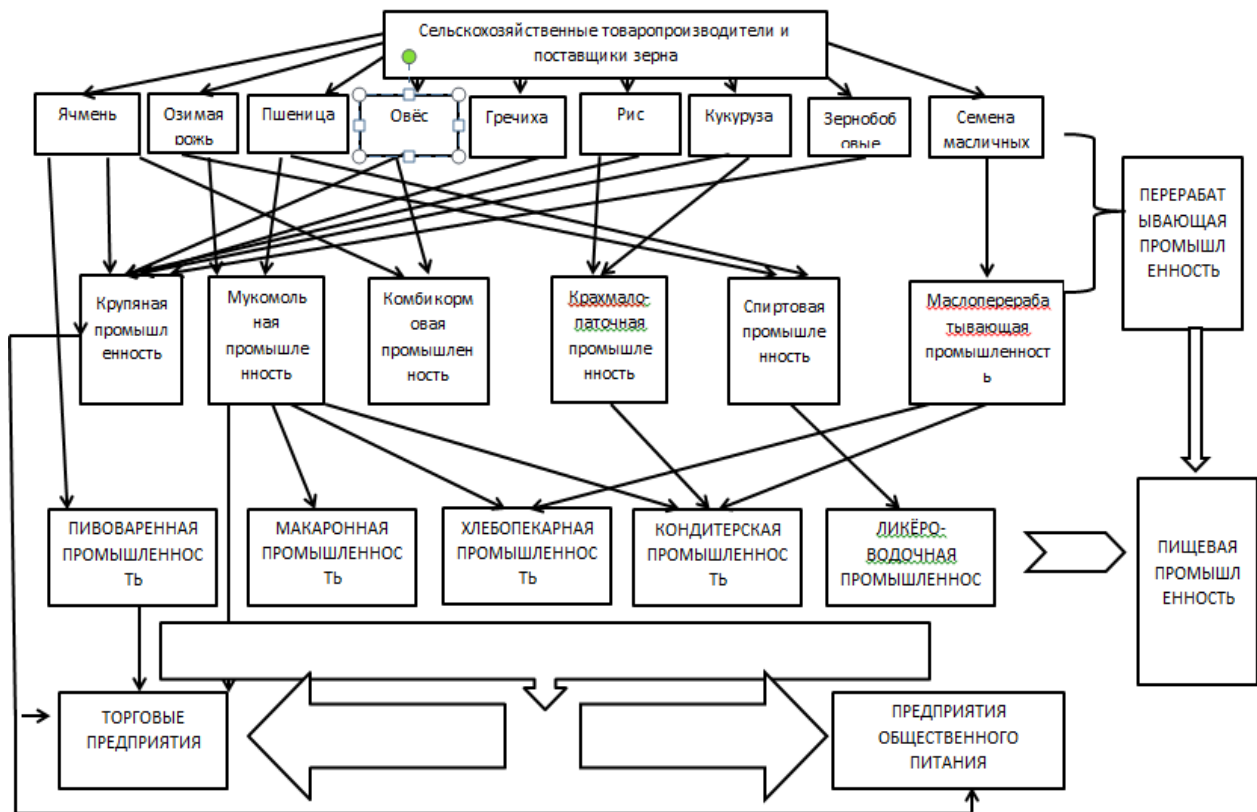 Сельскохозяйственные товаропроизводители и
поставщики зерна
Ячмень
Озимая
рожь
Пшеница
Овёс
Гречиха
Рис
Кукуруза
Зернобоб
овые
Семена
масличных
ПЕРЕРАБАТ
ЫВАЮЩАЯ
ПРОМЫШЛ
ЕННОСТЬ
Крупяная
промышл
енность
Мукомоль
ная
промышле
нность
Комбикорм
овая
промышлен
ность
Крахмало-
паточная
промышле
нность
Спиртовая
промышле
нность
Маслоперераба
тывающая
промышленност
ь
ПИВОВАРЕННАЯ
ПРОМЫШЛЕННОС
ТЬ
МАКАРОННАЯ
ПРОМЫШЛЕННОС
ТЬ
ХЛЕБОПЕКАРНАЯ
ПРОМЫШЛЕННОС
ТЬ
КОНДИТЕРСКАЯ
ПРОМЫШЛЕННОС
ТЬ
ЛИКЁРО-
ВОДОЧНАЯ
ПРОМЫШЛЕННОС
ПИЩЕВАЯ
ПРОМЫШЛ
ЕННОСТЬ
ТОРГОВЫЕ
ПРЕДПРИЯТИЯ
ПРЕДПРИЯТИЯ
ОБЩЕСТВЕННОГО
ПИТАНИЯ